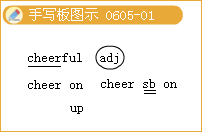 手写板图示 0605-01
cheerful adj
cheer on cheer sb on
up